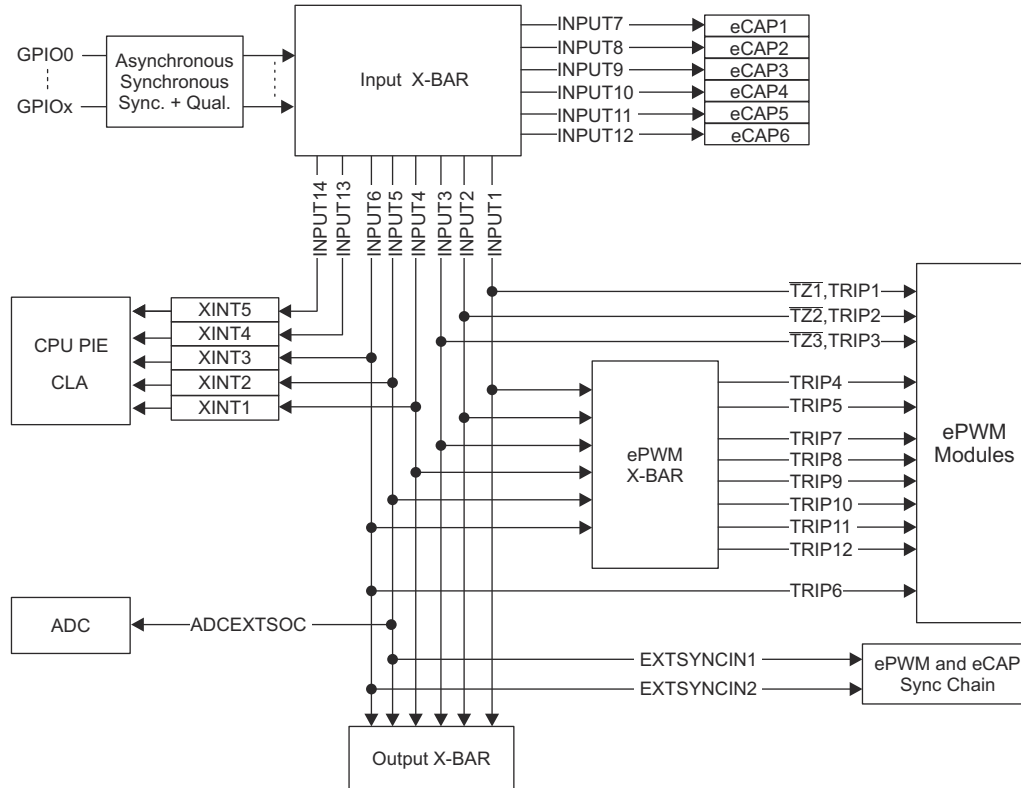 GPIO0
GPIOx
Asynchronous
Synchronous
Sync. + Qual.
Input X-BAR
INPUT7
INPUT8
INPUT9
INPUT10
INPUT11
INPUT12
eCAP1
eCAP2
eCAP3
eCAP4
eCAP5
eCAP6
INPUT14
INPUT13
INPUT6
INPUT5
INPUT4
INPUT3
INPUT2
INPUT1
CPU PIE
CLA
XINT5
XINT4
XINT3
XINT2
XINT1
TZ1,TRIP1
TZ2,TRIP2
TZ3,TRIP3
ePWM
X-BAR
TRIP4
TRIP5
TRIP7
TRIP8
TRIP9
TRIP10
TRIP11
TRIP12
TRIP6
ePWM
Modules
ADC
ADCEXTSOC
EXTSYNCIN1
EXTSYNCIN2
ePWM and eCAP
Sync Chain
Output X-BAR